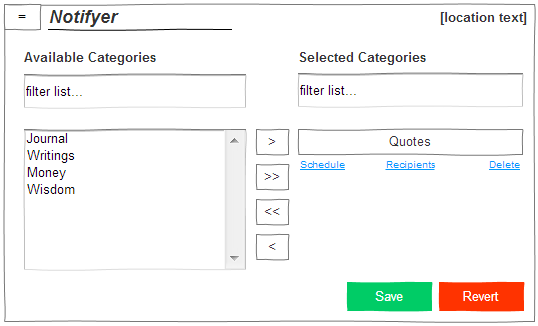 = Notifyer [location text]
Available Categories Selected Categories
filter list... filter list...
Journal
Writings
Money
Wisdom
>
>>
<<
<
Quotes
Schedule Recipients Delete
Save Revert